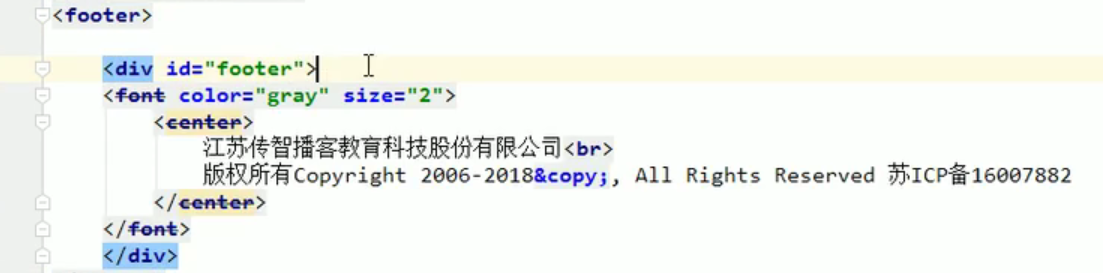 <footer>
<div id="footer">
<font color="gray" size="2">
<center>
江苏传智播客教育科技股份有限公司<br>
版权所有Copyright 2006-2018&copy;, All Rights Reserved 苏ICP备16007882
</center>
</font>
</div>